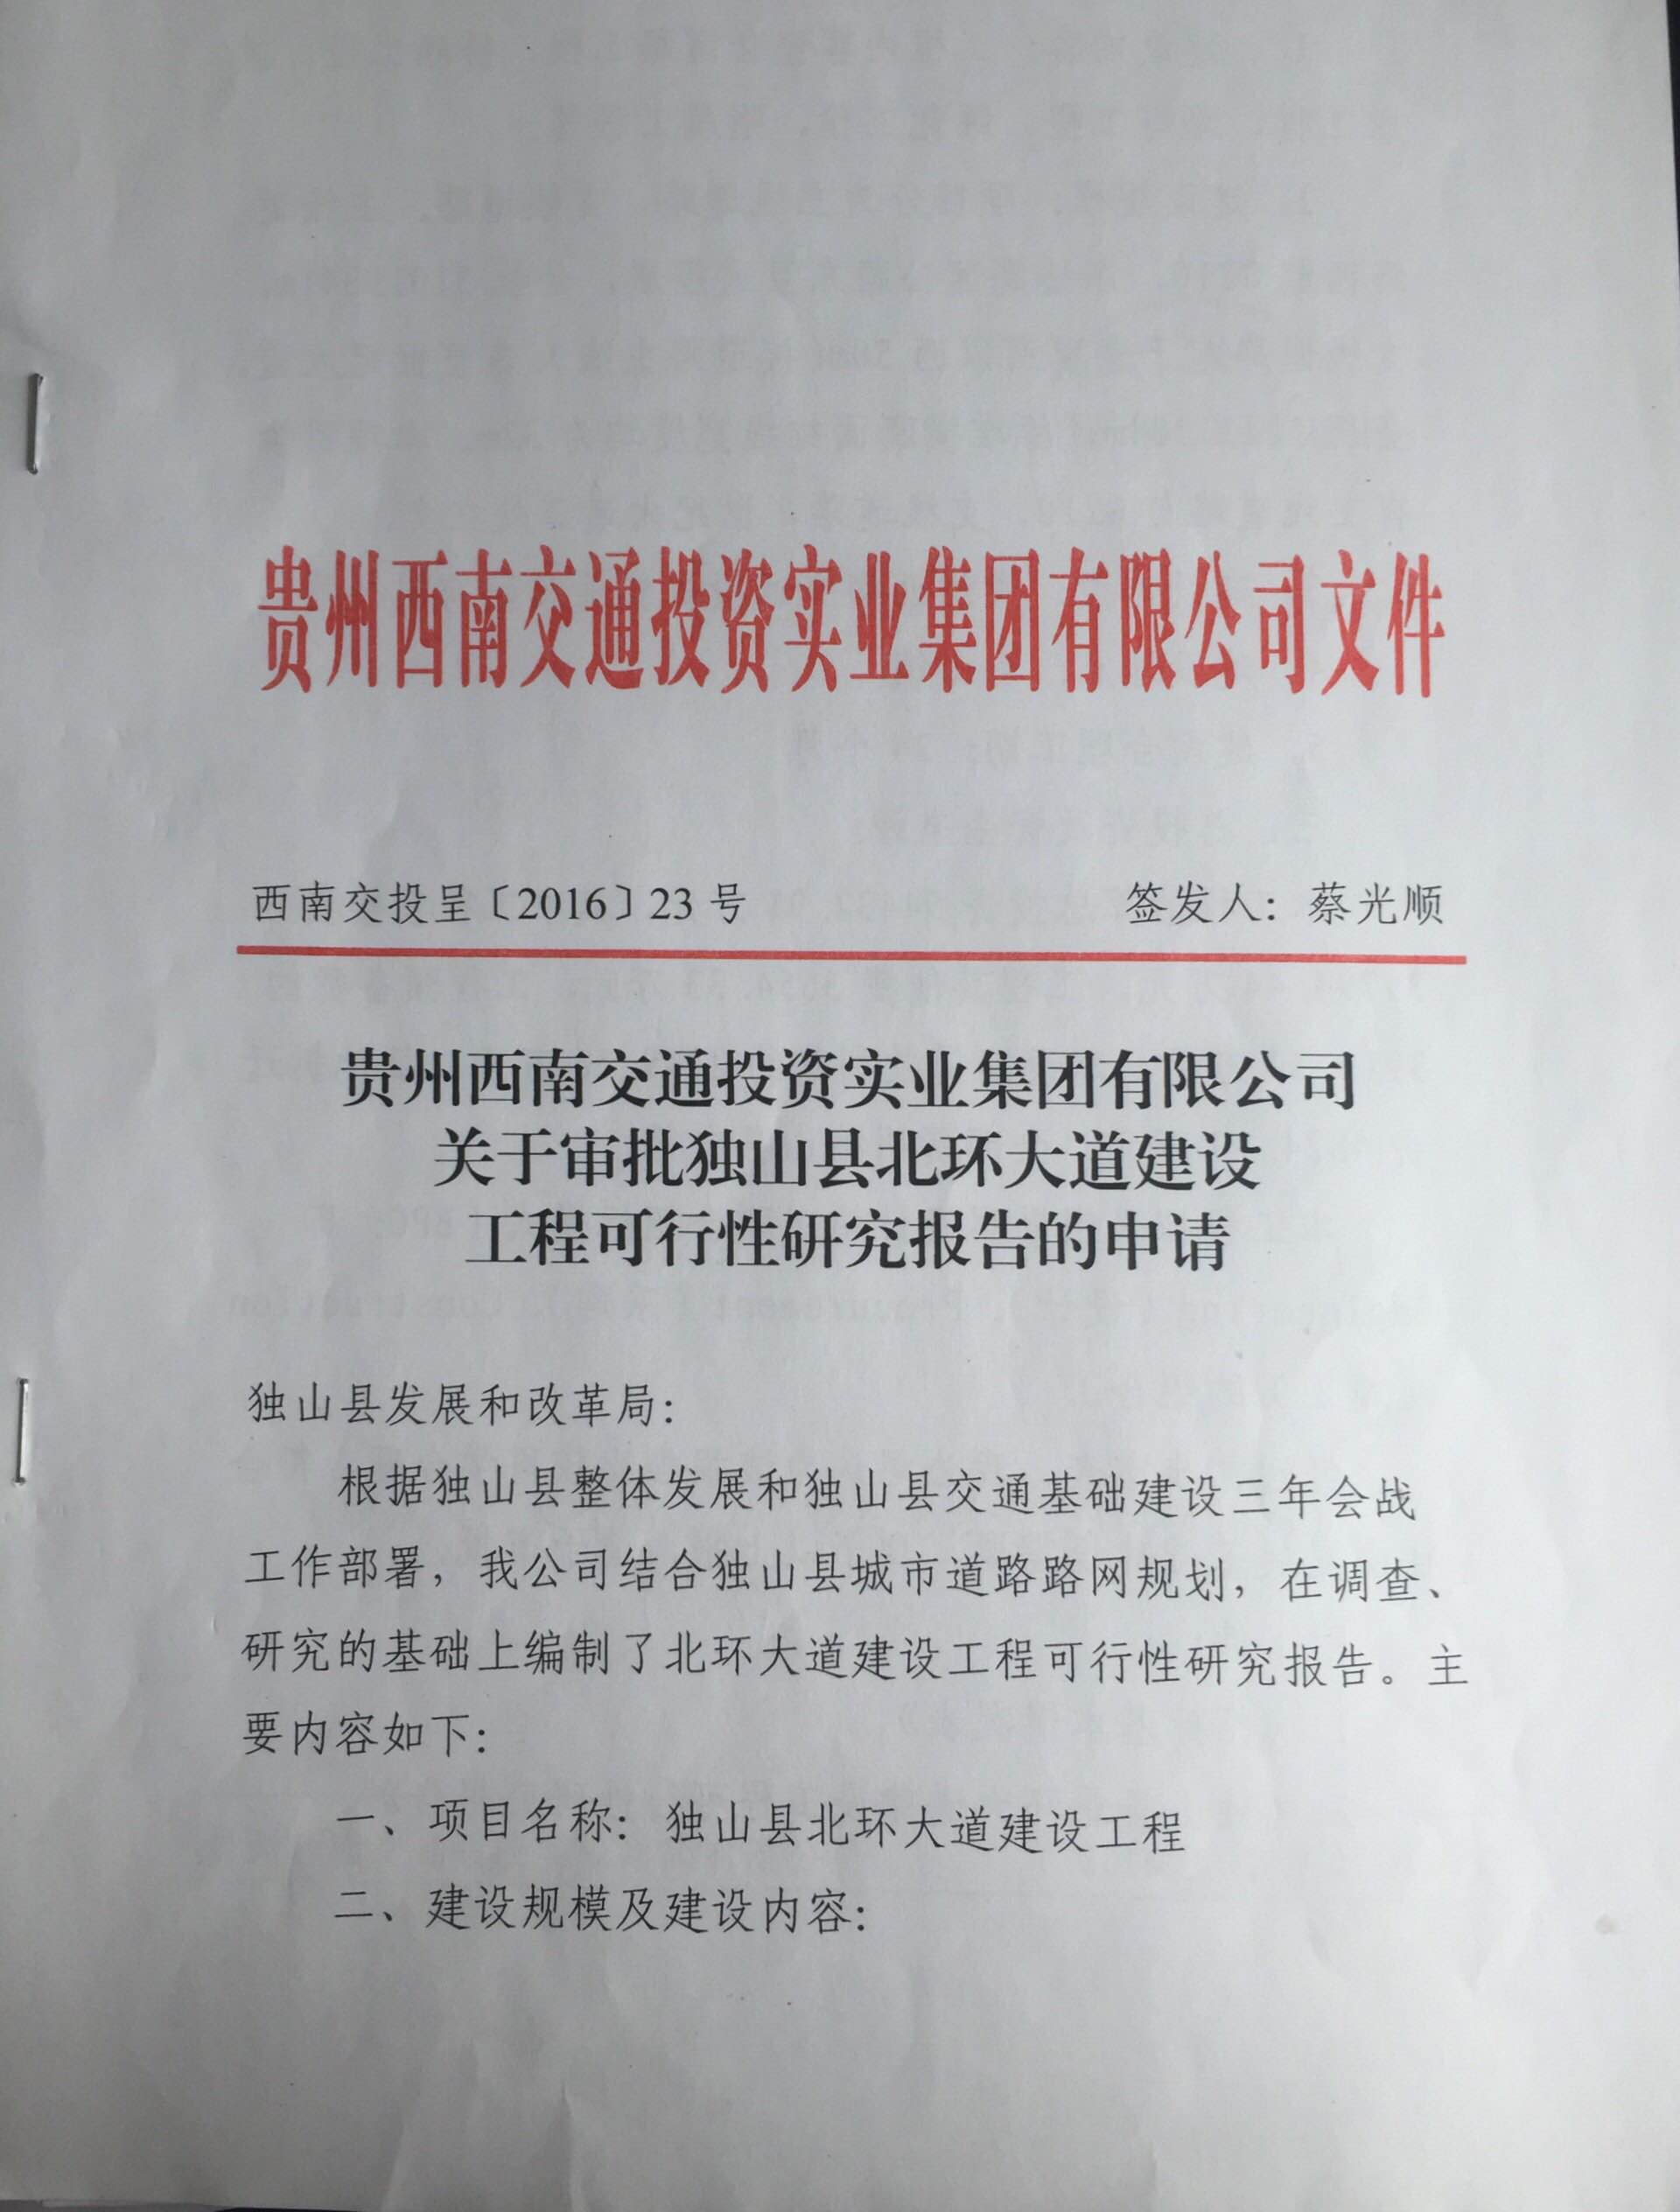 贵州西南交通投资实业集团有限公司文件
西南交投呈〔2016〕23 号 签发人：蔡光顺
贵州西南交通投资实业集团有限公司
关于审批独山县北环大道建设
工程可行性研究报告的申请
独山县发展和改革局：
根据独山县整体发展和独山县交通基础建设三年会战
工作部署，我公司结合独山县城市道路路网规划，在调查、
研究的基础上编制了北环大道建设工程可行性研究报告。主
要内容如下：
一、项目名称：独山县北环大道建设工程
二、建设规模及建设内容：